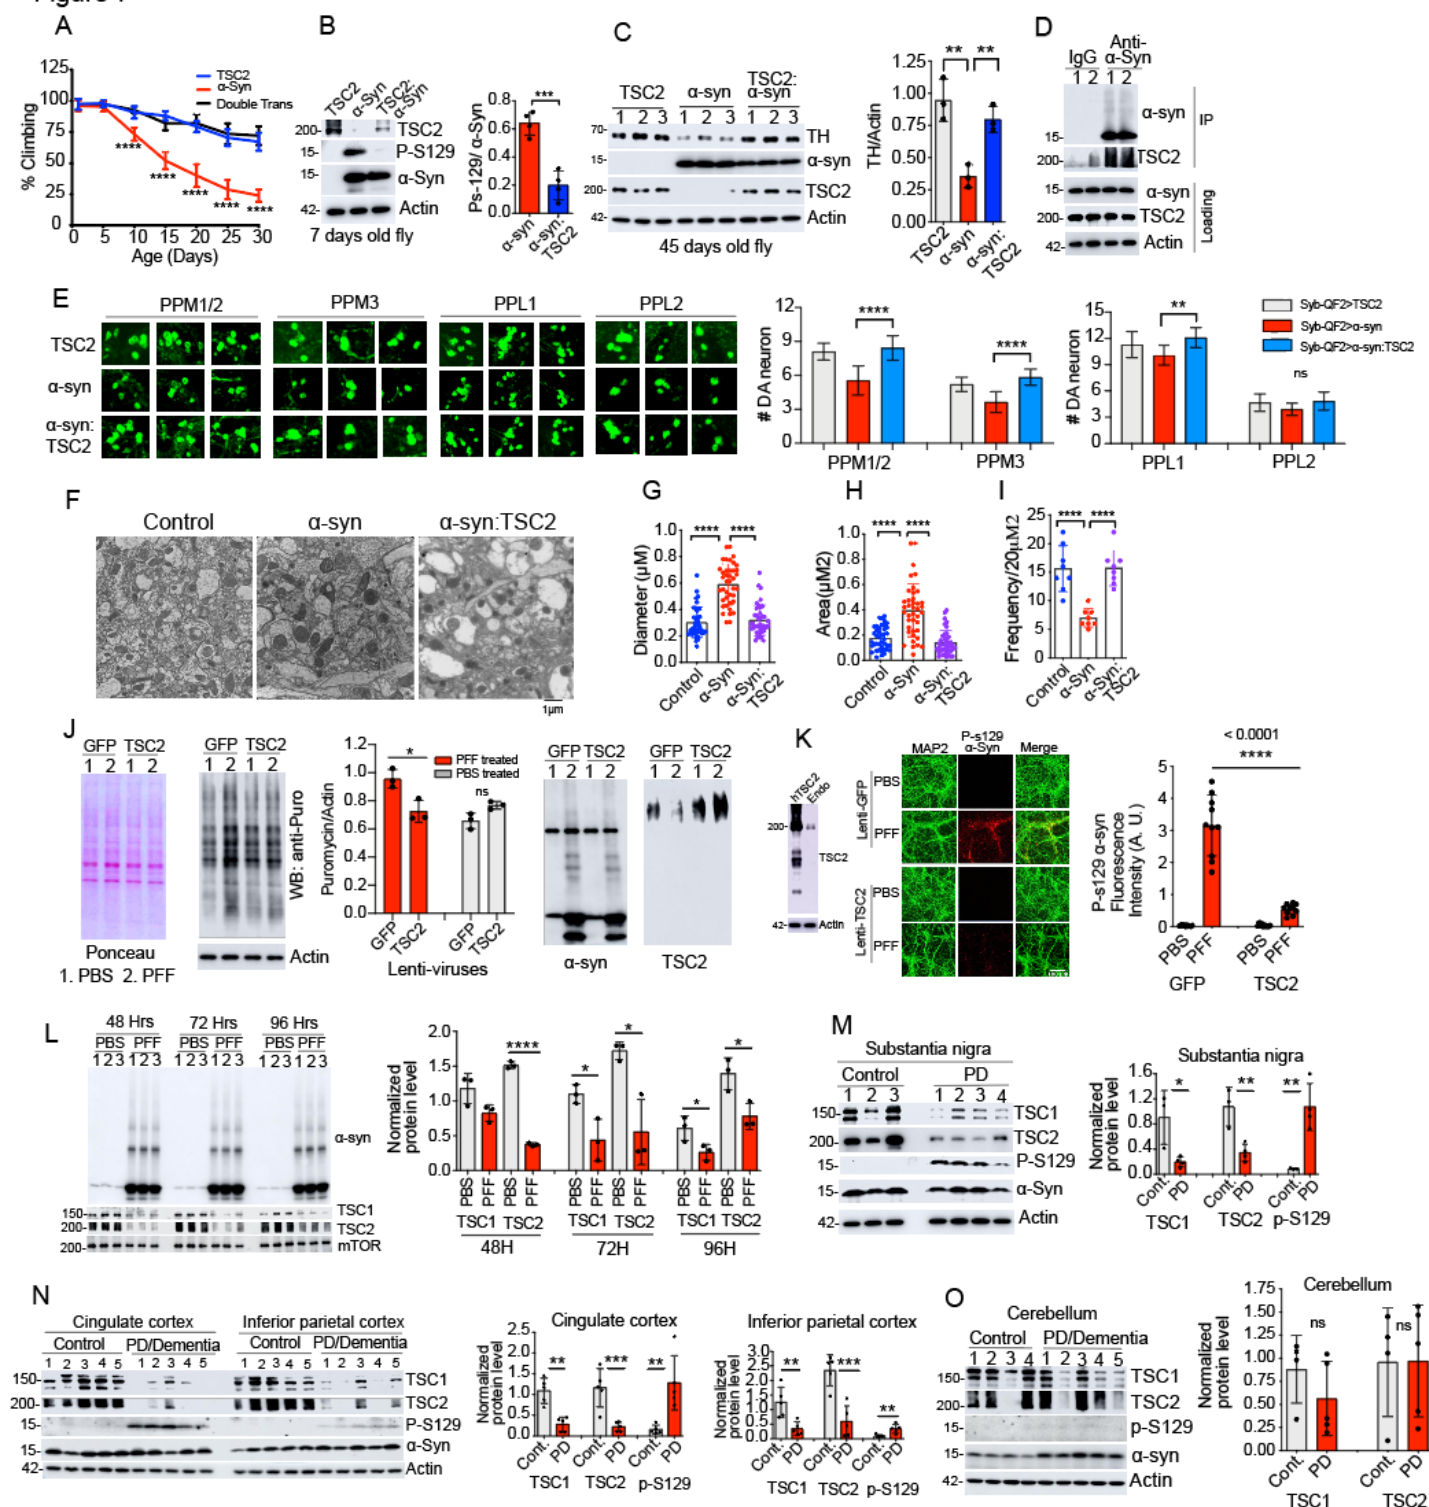 A
125
100
75
50
25
0
% Climbing
TSC2
α-Syn
Double Trans
****
****
****
****
****
0 5 10 15 20 25 30
Age (Days)
B
TSC2
α-Syn
TSC2:
α-Syn
200-
TSC2
15-
P-S129
15-
α-Syn
42-
Actin
7 days old fly
Ps-129/ α-Syn
0.8
0.6
0.4
0.2
0.0
***
α-syn
α-syn:
TSC2
C
TSC2
α-syn
TSC2:
α-syn
1 2 3 1 2 3 1 2 3
70-
TH
15-
α-syn
200-
TSC2
42-
Actin
45 days old fly
TH/Actin
1.25
1.00
0.75
0.50
0.25
0.00
** **
TSC2
α-syn
α-syn:
TSC2
D
IgG
Anti-
α-Syn
1 2 1 2
α-syn
15-
200-
TSC2
IP
α-syn
200-
TSC2
42-
Actin
Loading
E
PPM1/2
PPM3
PPL1
PPL2
TSC2
α-syn
α-syn:
TSC2
# DA neuron
12
9
6
3
0
****
****
PPM1/2
PPM3
# DA neuron
15
12
9
6
3
0
**
ns
PPL1
PPL2
Syb-QF2>TSC2
Syb-QF2>α-syn
Syb-QF2>α-syn:TSC2
F
Control
α-syn
α-syn:TSC2
1µm
G
Diameter (µM)
1.0
0.8
0.6
0.4
0.2
0.0
**** ****
Control
α-Syn
α-Syn:
TSC2
H
Area(µM2)
1.0
0.8
0.6
0.4
0.2
0.0
**** ****
Control
α-Syn
α-Syn:
TSC2
I
Frequency/20µM2
25
20
15
10
5
0
**** ****
Control
α-Syn
α-Syn:
TSC2
J
GFP TSC2
1 2 1 2
Ponceau
1. PBS 2. PFF
GFP TSC2
1 2 1 2
WB: anti-Puro
Actin
Puromycin/Actin
1.2
1.0
0.8
0.6
0.4
0.2
0.0
*
PFF treated
PBS treated
ns
GFP
TSC2
GFP
TSC2
Lenti-viruses
GFP TSC2
1 2 1 2
α-syn
GFP TSC2
1 2 1 2
TSC2
K
hTSC2
Endo
200-
TSC2
42-
Actin
MAP2
P-s129
α-Syn
Merge
Lenti-GFP
PBS
PFF
Lenti-TSC2
PBS
PFF
P-s129 α-syn
Fluorescence
Intensity (A. U.)
< 0.0001
****
5
4
3
2
1
0
PBS
PFF
PBS
PFF
GFP
TSC2
L
48 Hrs 72 Hrs 96 Hrs
PBS PFF PBS PFF PBS PFF
123 123 123 123 123 123
α-syn
150-
TSC1
200-
TSC2
200-
mTOR
Normalized
protein level
2.0
1.5
1.0
0.5
0.0
****
*
*
*
*
PBS
PFF
PBS
PFF
PBS
PFF
PBS
PFF
PBS
PFF
PBS
PFF
TSC1 TSC2
TSC1 TSC2
TSC1 TSC2
48H
72H
96H
M
Substantia nigra
Control PD
1 2 3 1 2 3 4
150-
TSC1
200-
TSC2
15-
P-S129
15-
α-Syn
42-
Actin
Substantia nigra
Normalized
protein level
1.6
1.2
0.8
0.4
0.0
* ** **
Cont.
PD
Cont.
PD
Cont.
PD
TSC1
TSC2
p-S129
N
Cingulate cortex
Inferior parietal cortex
Control PD/Dementia Control PD/Dementia
1 2 3 4 5 1 2 3 4 5 1 2 3 4 5 1 2 3 4 5
150-
TSC1
200-
TSC2
15-
P-S129
15-
α-Syn
42-
Actin
Cingulate cortex
Normalized
protein level
2.5
2.0
1.5
1.0
0.5
0.0
** *** **
Cont.
PD
Cont.
PD
Cont.
PD
TSC1
TSC2
p-S129
Inferior parietal cortex
Normalized
protein level
3.0
2.5
2.0
1.5
1.0
0.5
0.0
** ***
**
Cont.
PD
Cont.
PD
Cont.
PD
TSC1
TSC2
p-S129
O
Cerebellum
Control PD/Dementia
1 2 3 4 1 2 3 4 5
150-
TSC1
200-
TSC2
15-
p-S129
15-
α-syn
42-
Actin
Cerebellum
Normalized
protein level
1.75
1.50
1.25
1.00
0.75
0.50
0.25
0.00
ns
ns
Cont.
PD
Cont.
PD
TSC1
TSC2